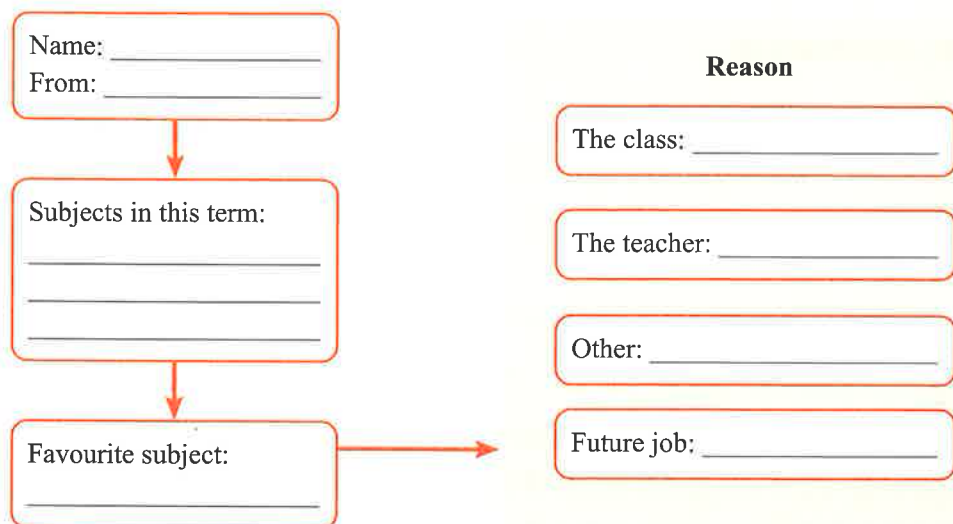 Name:
From:
Subjects in this term:
Favourite subject:
Reason
The class:
The teacher:
Other:
Future job: